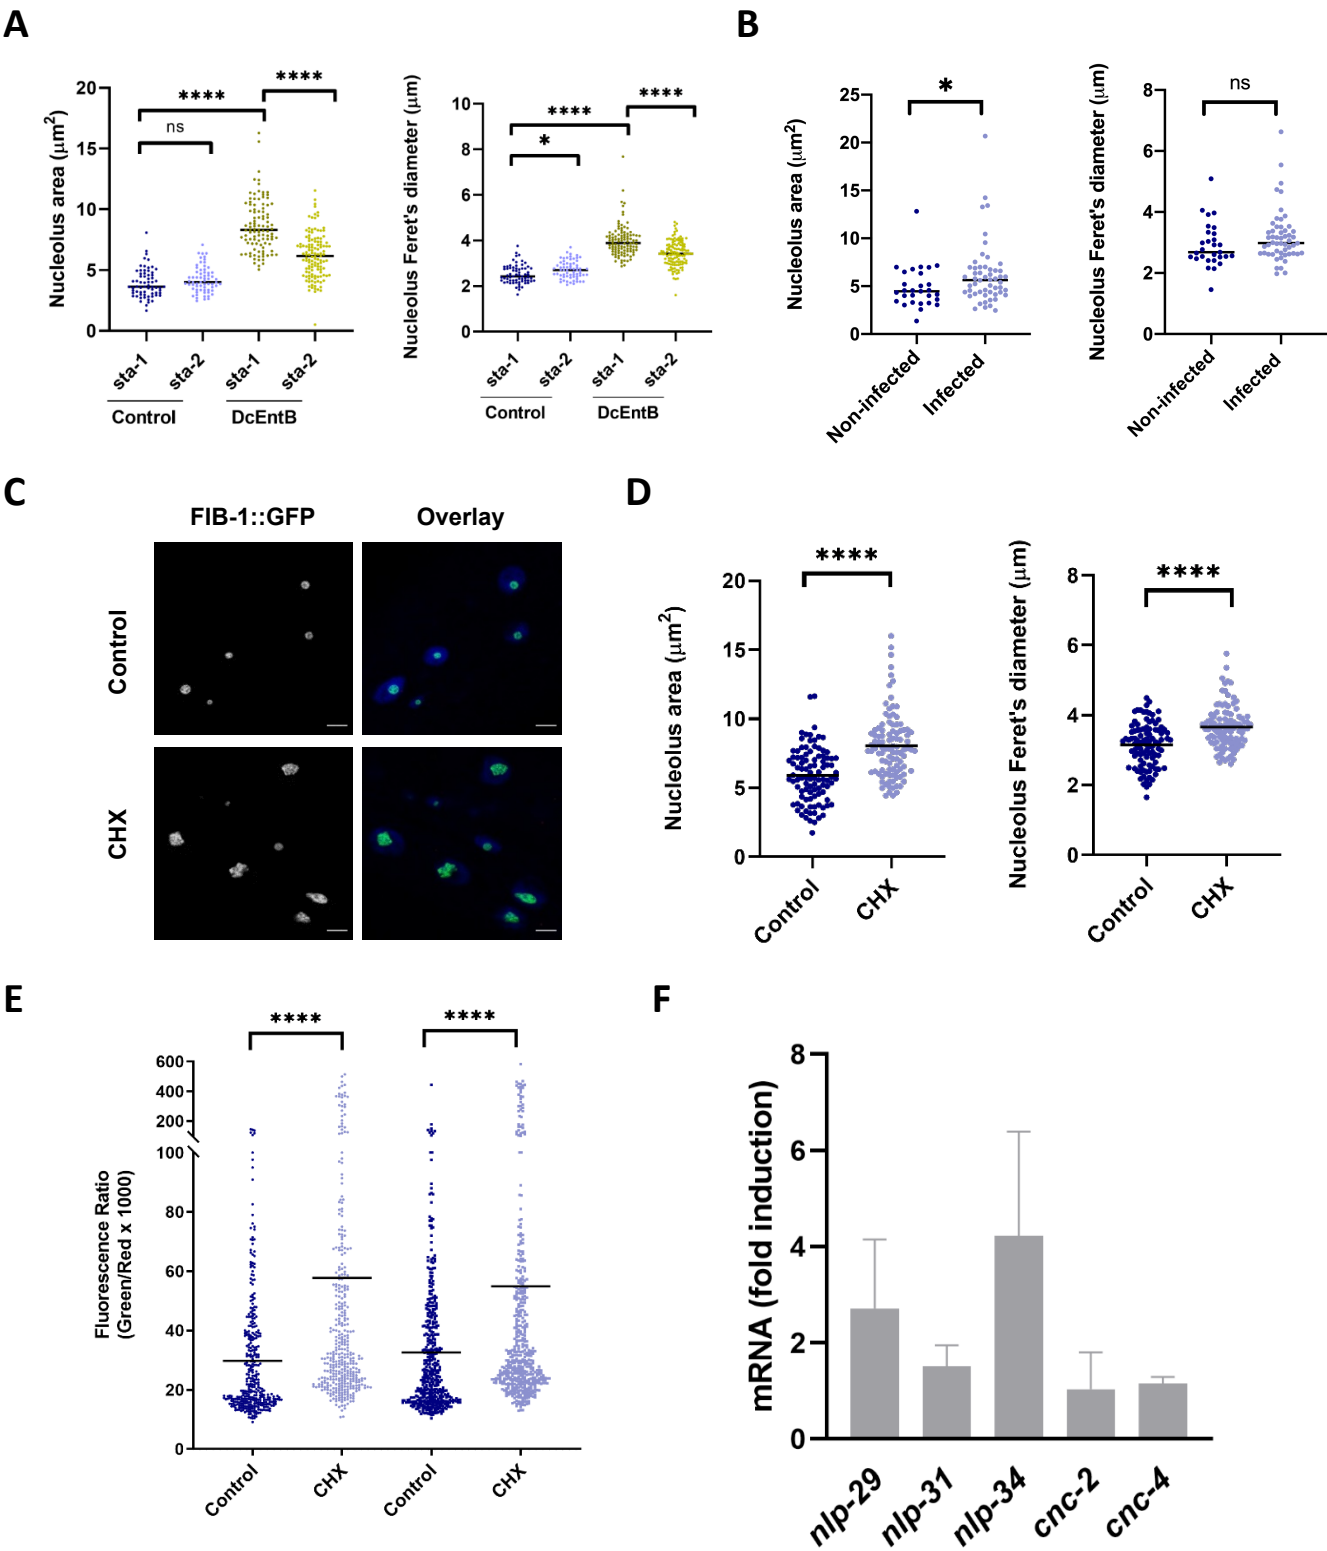 A
Nucleolus area (μm²)
20
15
10
5
0
****
****
ns
sta-1
sta-2
sta-1
sta-2
Control
DcEntB
Nucleolus Feret's diameter (μm)
10
8
6
4
2
0
****
****
*
sta-1
sta-2
sta-1
sta-2
Control
DcEntB
B
Nucleolus area (μm²)
25
20
15
10
5
0
*
Non-infected
Infected
Nucleolus Feret's diameter (μm)
8
6
4
2
0
ns
Non-infected
Infected
C
FIB-1::GFP
Overlay
Control
CHX
D
Nucleolus area (μm²)
20
15
10
5
0
****
Control
CHX
Nucleolus Feret's diameter (μm)
8
6
4
2
0
****
Control
CHX
E
Fluorescence Ratio
(Green/Red x 1000)
600
400
200
100
80
60
40
20
0
****
****
Control
CHX
Control
CHX
F
mRNA (fold induction)
8
6
4
2
0
nlp-29
nlp-31
nlp-34
cnc-2
cnc-4